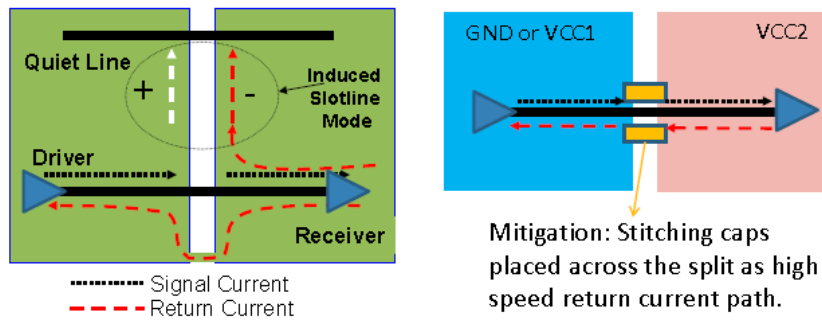 Quiet Line
+
-
Induced
Slotline
Mode
Driver
Receiver
Signal Current
Return Current
GND or VCC1
VCC2
Mitigation: Stitching caps
placed across the split as high
speed return current path.